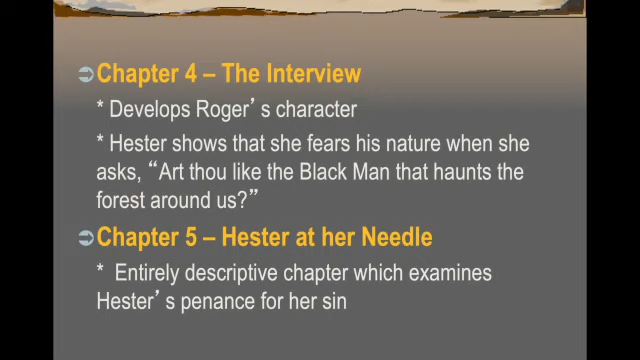 Chapter 4 – The Interview
* Develops Roger’s character
* Hester shows that she fears his nature when she
asks, “Art thou like the Black Man that haunts the
forest around us?”
Chapter 5 – Hester at her Needle
* Entirely descriptive chapter which examines
Hester’s penance for her sin